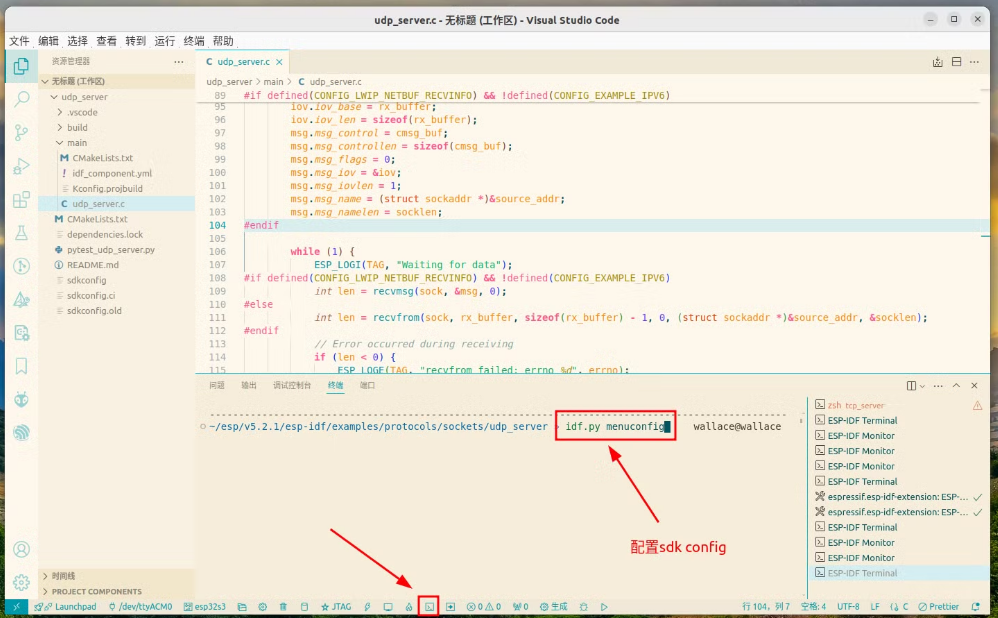 udp_server.c - 无标题 (工作区) - Visual Studio Code
文件 编辑 选择 查看 转到 运行 终端 帮助
资源管理器 ···
无标题 (工作区)
udp_server
.vscode
build
main
CMakeLists.txt
idf_component.yml
Kconfig.projbuild
udp_server.c
CMakeLists.txt
dependencies.lock
pytest_udp_server.py
README.md
sdkconfig
sdkconfig.ci
sdkconfig.old
时间线
PROJECT COMPONENTS
C udp_server.c ×
udp_server > main > C udp_server.c
89 #if defined(CONFIG_LWIP_NETBUF_RECVINFO) && !defined(CONFIG_EXAMPLE_IPV6)
95 iov.iov_base = rx_buffer;
96 iov.iov_len = sizeof(rx_buffer);
97 msg.msg_control = cmsg_buf;
98 msg.msg_controllen = sizeof(cmsg_buf);
99 msg.msg_flags = 0;
100 msg.msg_iov = &iov;
101 msg.msg_iovlen = 1;
102 msg.msg_name = (struct sockaddr *)&source_addr;
103 msg.msg_namelen = socklen;
104 #endif
105
106 while (1) {
107 ESP_LOGI(TAG, "Waiting for data");
108 #if defined(CONFIG_LWIP_NETBUF_RECVINFO) && !defined(CONFIG_EXAMPLE_IPV6)
109 int len = recvmsg(sock, &msg, 0);
110 #else
111 int len = recvfrom(sock, rx_buffer, sizeof(rx_buffer) - 1, 0, (struct sockaddr *)&source_addr, &socklen);
112 #endif
113 // Error occurred during receiving
114 if (len < 0) {
115 ESP_LOGE(TAG, "recvfrom failed: errno %d", errno);
问题 输出 调试控制台 终端 端口
~/esp/v5.2.1/esp-idf/examples/protocols/sockets/udp_server idf.py menuconfig wallace@wallace
配置sdk config
zsh tcp_server
ESP-IDF Terminal
ESP-IDF Monitor
ESP-IDF Monitor
ESP-IDF Monitor
ESP-IDF Terminal
espressif.esp-idf-extension: ESP-...
espressif.esp-idf-extension: ESP-...
ESP-IDF Terminal
ESP-IDF Monitor
ESP-IDF Monitor
ESP-IDF Terminal
Launchpad /dev/ttyACM0 esp32s3 JTAG 0 0 0 生成 行 104，列 7 空格: 4 UTF-8 LF C Prettier